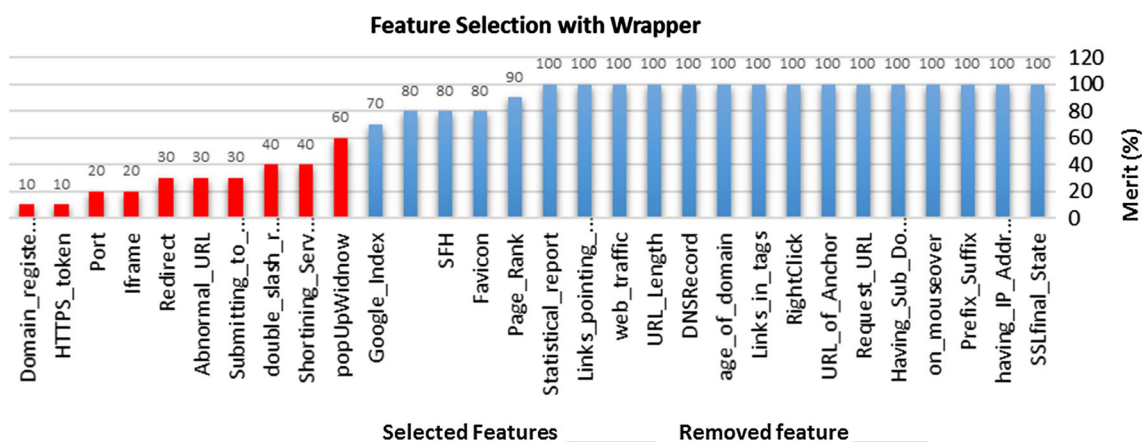 Feature Selection with Wrapper
10 10 20 20 30 30 30 40 40 60 70 80 80 80 90 100 100 100 100 100 100 100 100 100 100 100 100 100 100 100
120
100
80
60
40
20
0
Merit (%)
Domain_registe...
HTTPS_token
Port
Iframe
Redirect
Abnormal_URL
Submitting_to_...
double_slash_r...
Shortining_Serv...
popUpWidnow
Google_Index
SFH
Favicon
Page_Rank
Statistical_report
Links_pointing_...
web_traffic
URL_Length
DNSRecord
age_of_domain
Links_in_tags
RightClick
URL_of_Anchor
Request_URL
Having_Sub_Do...
on_mouseover
Prefix_Suffix
having_IP_Addr...
SSLfinal_State
Selected Features ________ Removed feature ________